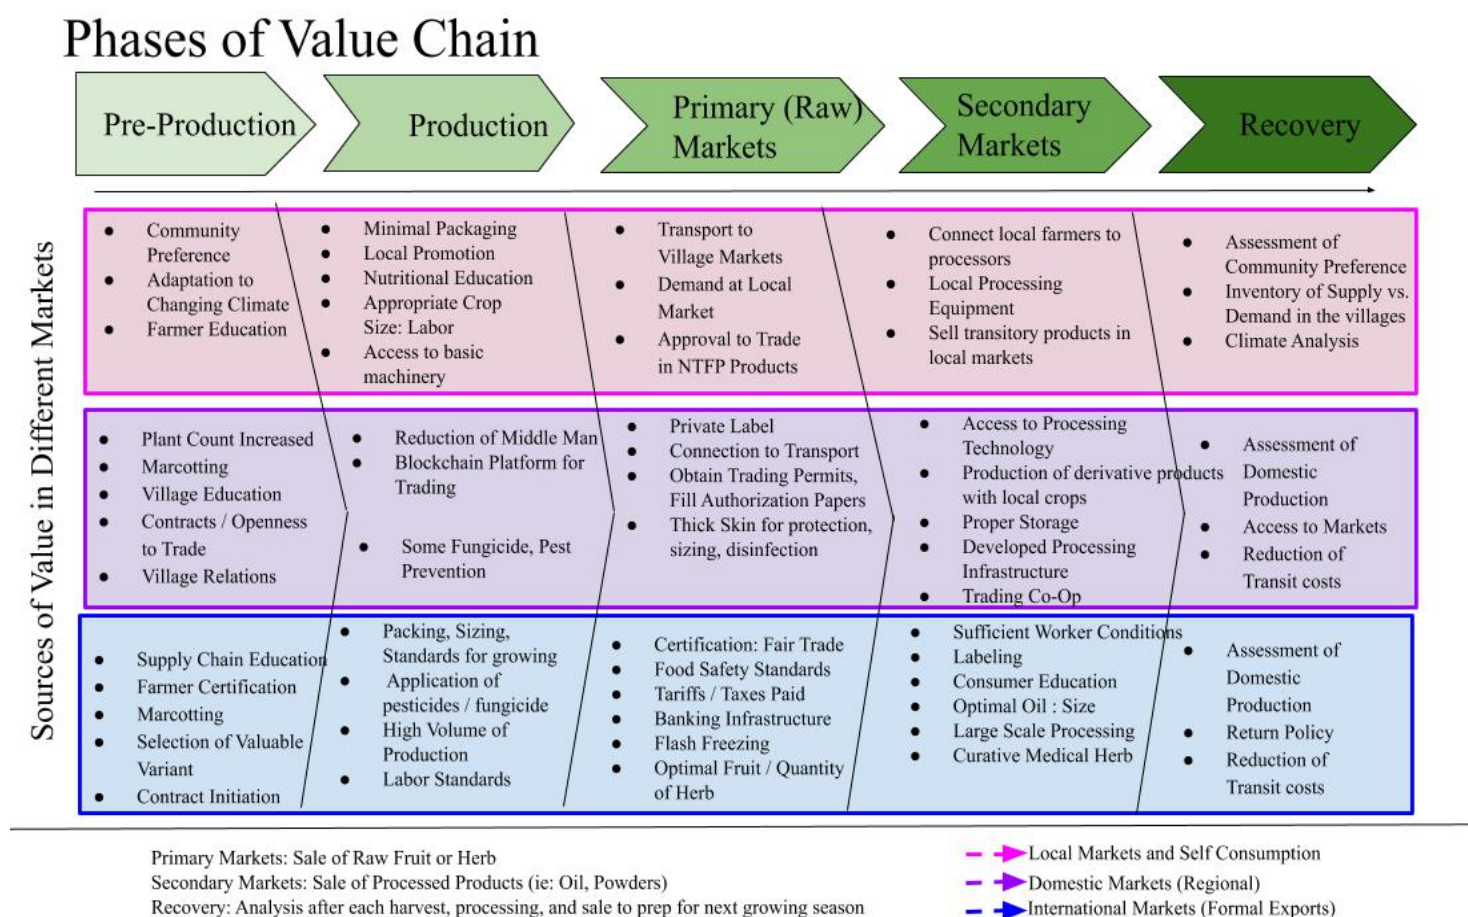 Phases of Value Chain
Pre-Production
Production
Primary (Raw)
Markets
Secondary
Markets
Recovery
Sources of Value in Different Markets
Community
Preference
Adaptation to
Changing Climate
Farmer Education
Minimal Packaging
Local Promotion
Nutritional Education
Appropriate Crop
Size: Labor
Access to basic
machinery
Transport to
Village Markets
Demand at Local
Market
Approval to Trade
in NTFP Products
Connect local farmers to
processors
Local Processing
Equipment
Sell transitory products in
local markets
Assessment of
Community Preference
Inventory of Supply vs.
Demand in the villages
Climate Analysis
Plant Count Increased
Marcotting
Village Education
Contracts / Openness
to Trade
Village Relations
Reduction of Middle Man
Blockchain Platform for
Trading
Some Fungicide, Pest
Prevention
Private Label
Connection to Transport
Obtain Trading Permits,
Fill Authorization Papers
Thick Skin for protection,
sizing, disinfection
Access to Processing
Technology
Production of derivative products
with local crops
Proper Storage
Developed Processing
Infrastructure
Trading Co-Op
Assessment of
Domestic
Production
Access to Markets
Reduction of
Transit costs
Supply Chain Education
Farmer Certification
Marcotting
Selection of Valuable
Variant
Contract Initiation
Packing, Sizing,
Standards for growing
Application of
pesticides / fungicide
High Volume of
Production
Labor Standards
Certification: Fair Trade
Food Safety Standards
Tariffs / Taxes Paid
Banking Infrastructure
Flash Freezing
Optimal Fruit / Quantity
of Herb
Sufficient Worker Conditions
Labeling
Consumer Education
Optimal Oil : Size
Large Scale Processing
Curative Medical Herb
Assessment of
Domestic
Production
Return Policy
Reduction of
Transit costs
Primary Markets: Sale of Raw Fruit or Herb
Secondary Markets: Sale of Processed Products (ie: Oil, Powders)
Recovery: Analysis after each harvest, processing, and sale to prep for next growing season
Local Markets and Self Consumption
Domestic Markets (Regional)
International Markets (Formal Exports)